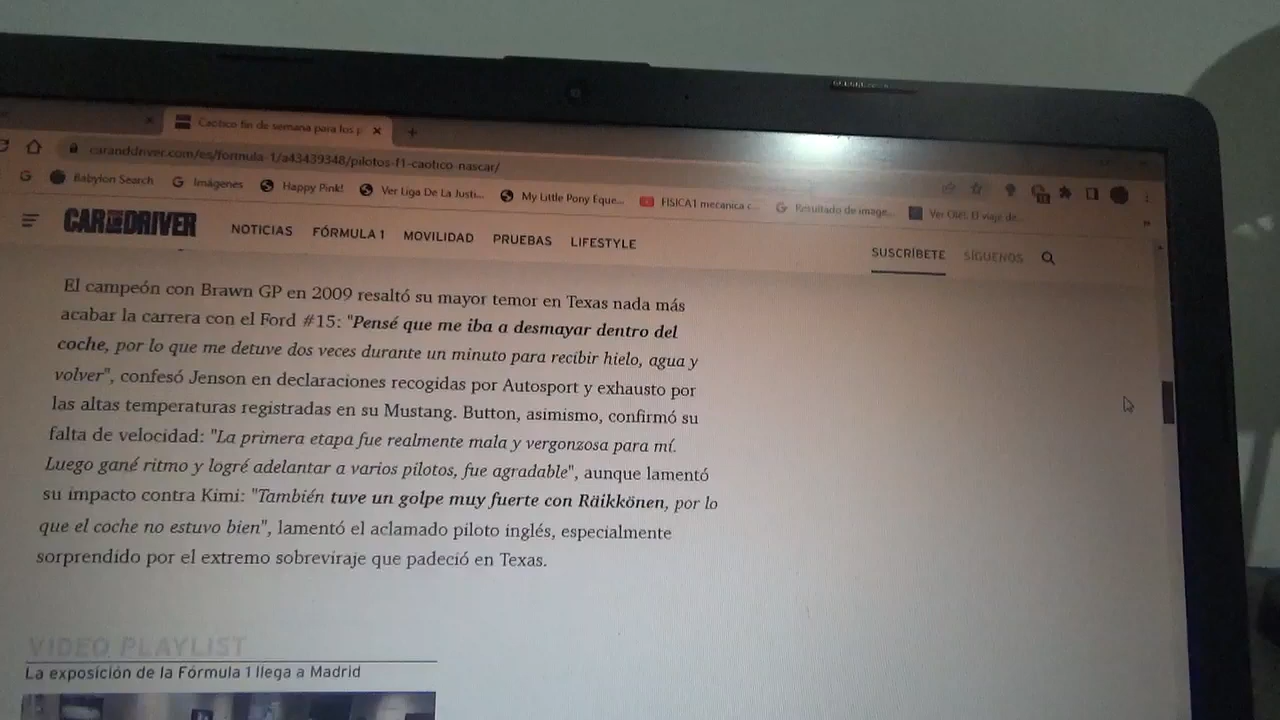 Caótico fin de semana para los p
caranddriver.com/es/formula-1/a43439348/pilotos-f1-caotico-nascar/
Babylon Search Imágenes Happy Pink! Ver Liga De La Justi... My Little Pony Eque... FISICA1 mecanica c... Resultado de image... Ver El viaje de...
CAR AND DRIVER NOTICIAS FÓRMULA 1 MOVILIDAD PRUEBAS LIFESTYLE SUSCRÍBETE SÍGUENOS
El campeón con Brawn GP en 2009 resaltó su mayor temor en Texas nada más
acabar la carrera con el Ford #15: "Pensé que me iba a desmayar dentro del
coche, por lo que me detuve dos veces durante un minuto para recibir hielo, agua y
volver", confesó Jenson en declaraciones recogidas por Autosport y exhausto por
las altas temperaturas registradas en su Mustang. Button, asimismo, confirmó su
falta de velocidad: "La primera etapa fue realmente mala y vergonzosa para mí.
Luego gané ritmo y logré adelantar a varios pilotos, fue agradable", aunque lamentó
su impacto contra Kimi: "También tuve un golpe muy fuerte con Räikkönen, por lo
que el coche no estuvo bien", lamentó el aclamado piloto inglés, especialmente
sorprendido por el extremo sobreviraje que padeció en Texas.
VIDEO PLAYLIST
La exposición de la Fórmula 1 llega a Madrid